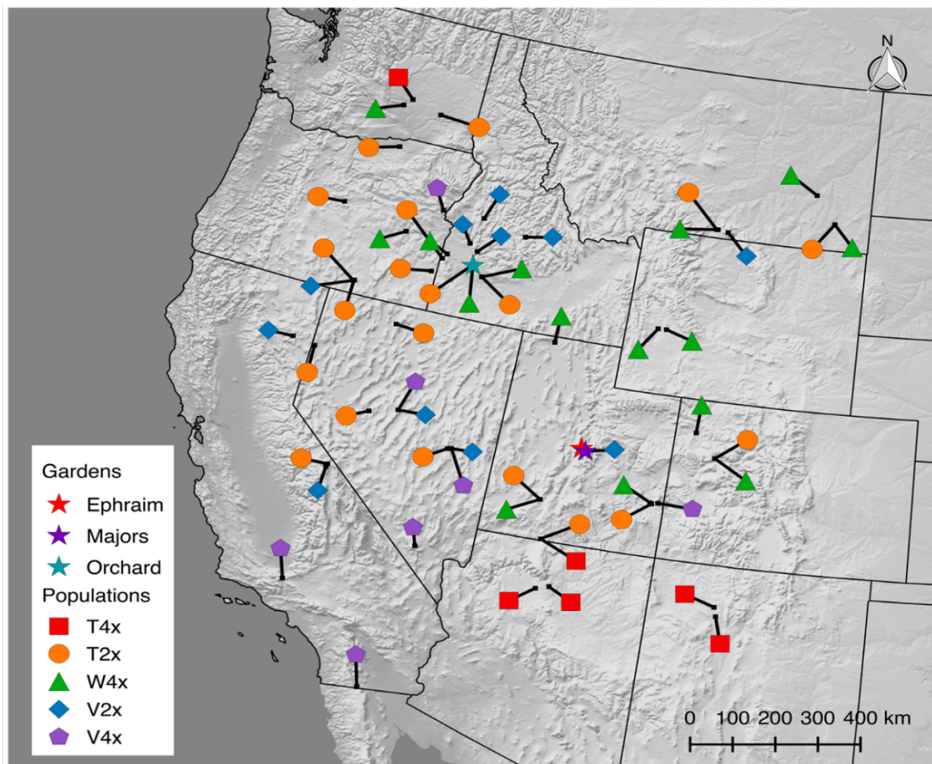 N
Gardens
Ephraim
Majors
Orchard
Populations
T4x
T2x
W4x
V2x
V4x
0 100 200 300 400 km